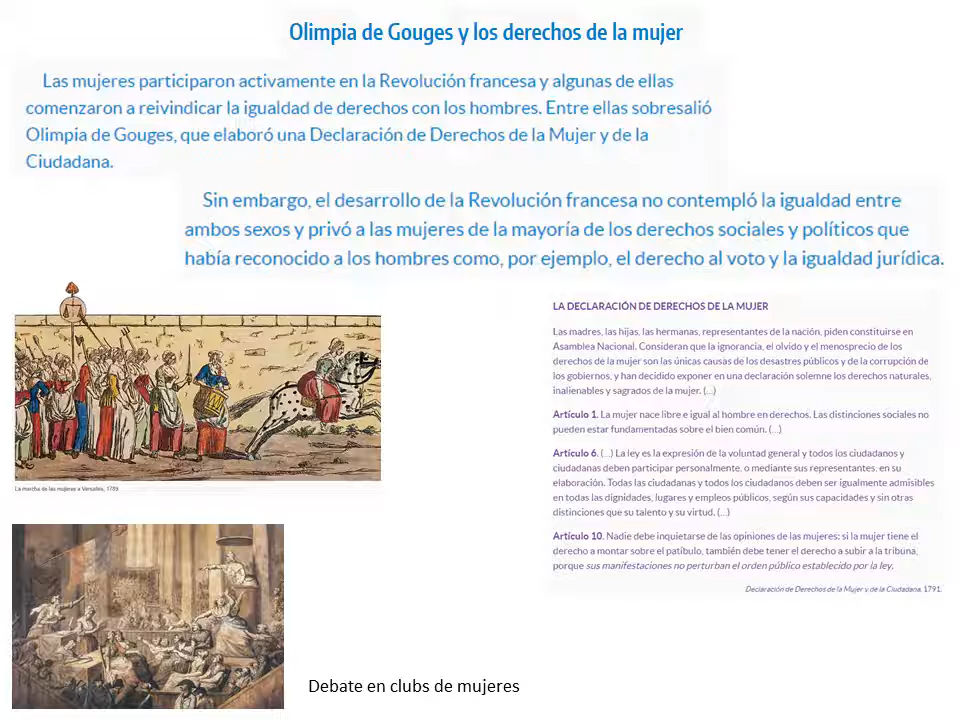 Olimpia de Gouges y los derechos de la mujer
Las mujeres participaron activamente en la Revolución francesa y algunas de ellas
comenzaron a reivindicar la igualdad de derechos con los hombres. Entre ellas sobresalió
Olimpia de Gouges, que elaboró una Declaración de Derechos de la Mujer y de la
Ciudadana.
Sin embargo, el desarrollo de la Revolución francesa no contempló la igualdad entre
ambos sexos y privó a las mujeres de la mayoría de los derechos sociales y políticos que
había reconocido a los hombres como, por ejemplo, el derecho al voto y la igualdad jurídica.
La marcha de las mujeres a Versalles, 1789
LA DECLARACIÓN DE DERECHOS DE LA MUJER
Las madres, las hijas, las hermanas, representantes de la nación, piden constituirse en
Asamblea Nacional. Consideran que la ignorancia, el olvido y el menosprecio de los
derechos de la mujer son las únicas causas de los desastres públicos y de la corrupción de
los gobiernos, y han decidido exponer en una declaración solemne los derechos naturales,
inalienables y sagrados de la mujer. (...)
Artículo 1. La mujer nace libre e igual al hombre en derechos. Las distinciones sociales no
pueden estar fundamentadas sobre el bien común. (...)
Artículo 6. (...) La ley es la expresión de la voluntad general y todos los ciudadanos y
ciudadanas deben participar personalmente, o mediante sus representantes, en su
elaboración. Todas las ciudadanas y todos los ciudadanos deben ser igualmente admisibles
en todas las dignidades, lugares y empleos públicos, según sus capacidades y sin otras
distinciones que su talento y su virtud. (...)
Artículo 10. Nadie debe inquietarse de las opiniones de las mujeres: si la mujer tiene el
derecho a montar sobre el patíbulo, también debe tener el derecho a subir a la tribuna,
porque sus manifestaciones no perturban el orden público establecido por la ley.
Declaración de Derechos de la Mujer y de la Ciudadana, 1791.
Debate en clubs de mujeres